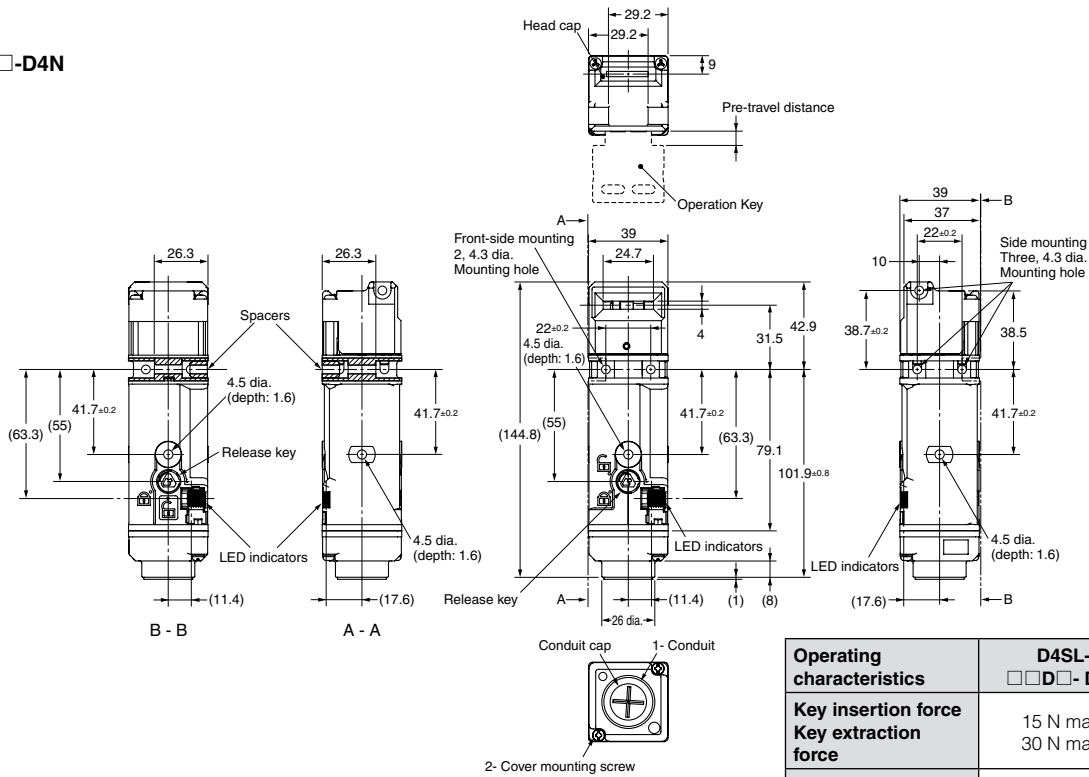 □-D4N
29.2
Head cap
29.2
9
Pre-travel distance
Operation Key
A
39
24.7
Front-side mounting
2, 4.3 dia.
Mounting hole
22±0.2
4.5 dia.
(depth: 1.6)
4
31.5
42.9
(144.8)
(55)
41.7±0.2
(63.3)
79.1
101.9±0.8
LED indicators
Release key
A
(11.4)
(1)
(8)
26 dia.
26.3
Spacers
4.5 dia.
(depth: 1.6)
41.7±0.2
(55)
(63.3)
Release key
LED indicators
(11.4)
B - B
26.3
41.7±0.2
4.5 dia.
(depth: 1.6)
(17.6)
A - A
39
B
37
22±0.2
10
Side mounting
Three, 4.3 dia.
Mounting hole
38.7±0.2
38.5
41.7±0.2
4.5 dia.
(depth: 1.6)
LED indicators
(17.6)
B
Conduit cap
1- Conduit
2- Cover mounting screw
Operating
characteristics
D4SL-
□□D□- D
Key insertion force
Key extraction
force
15 N ma
30 N ma